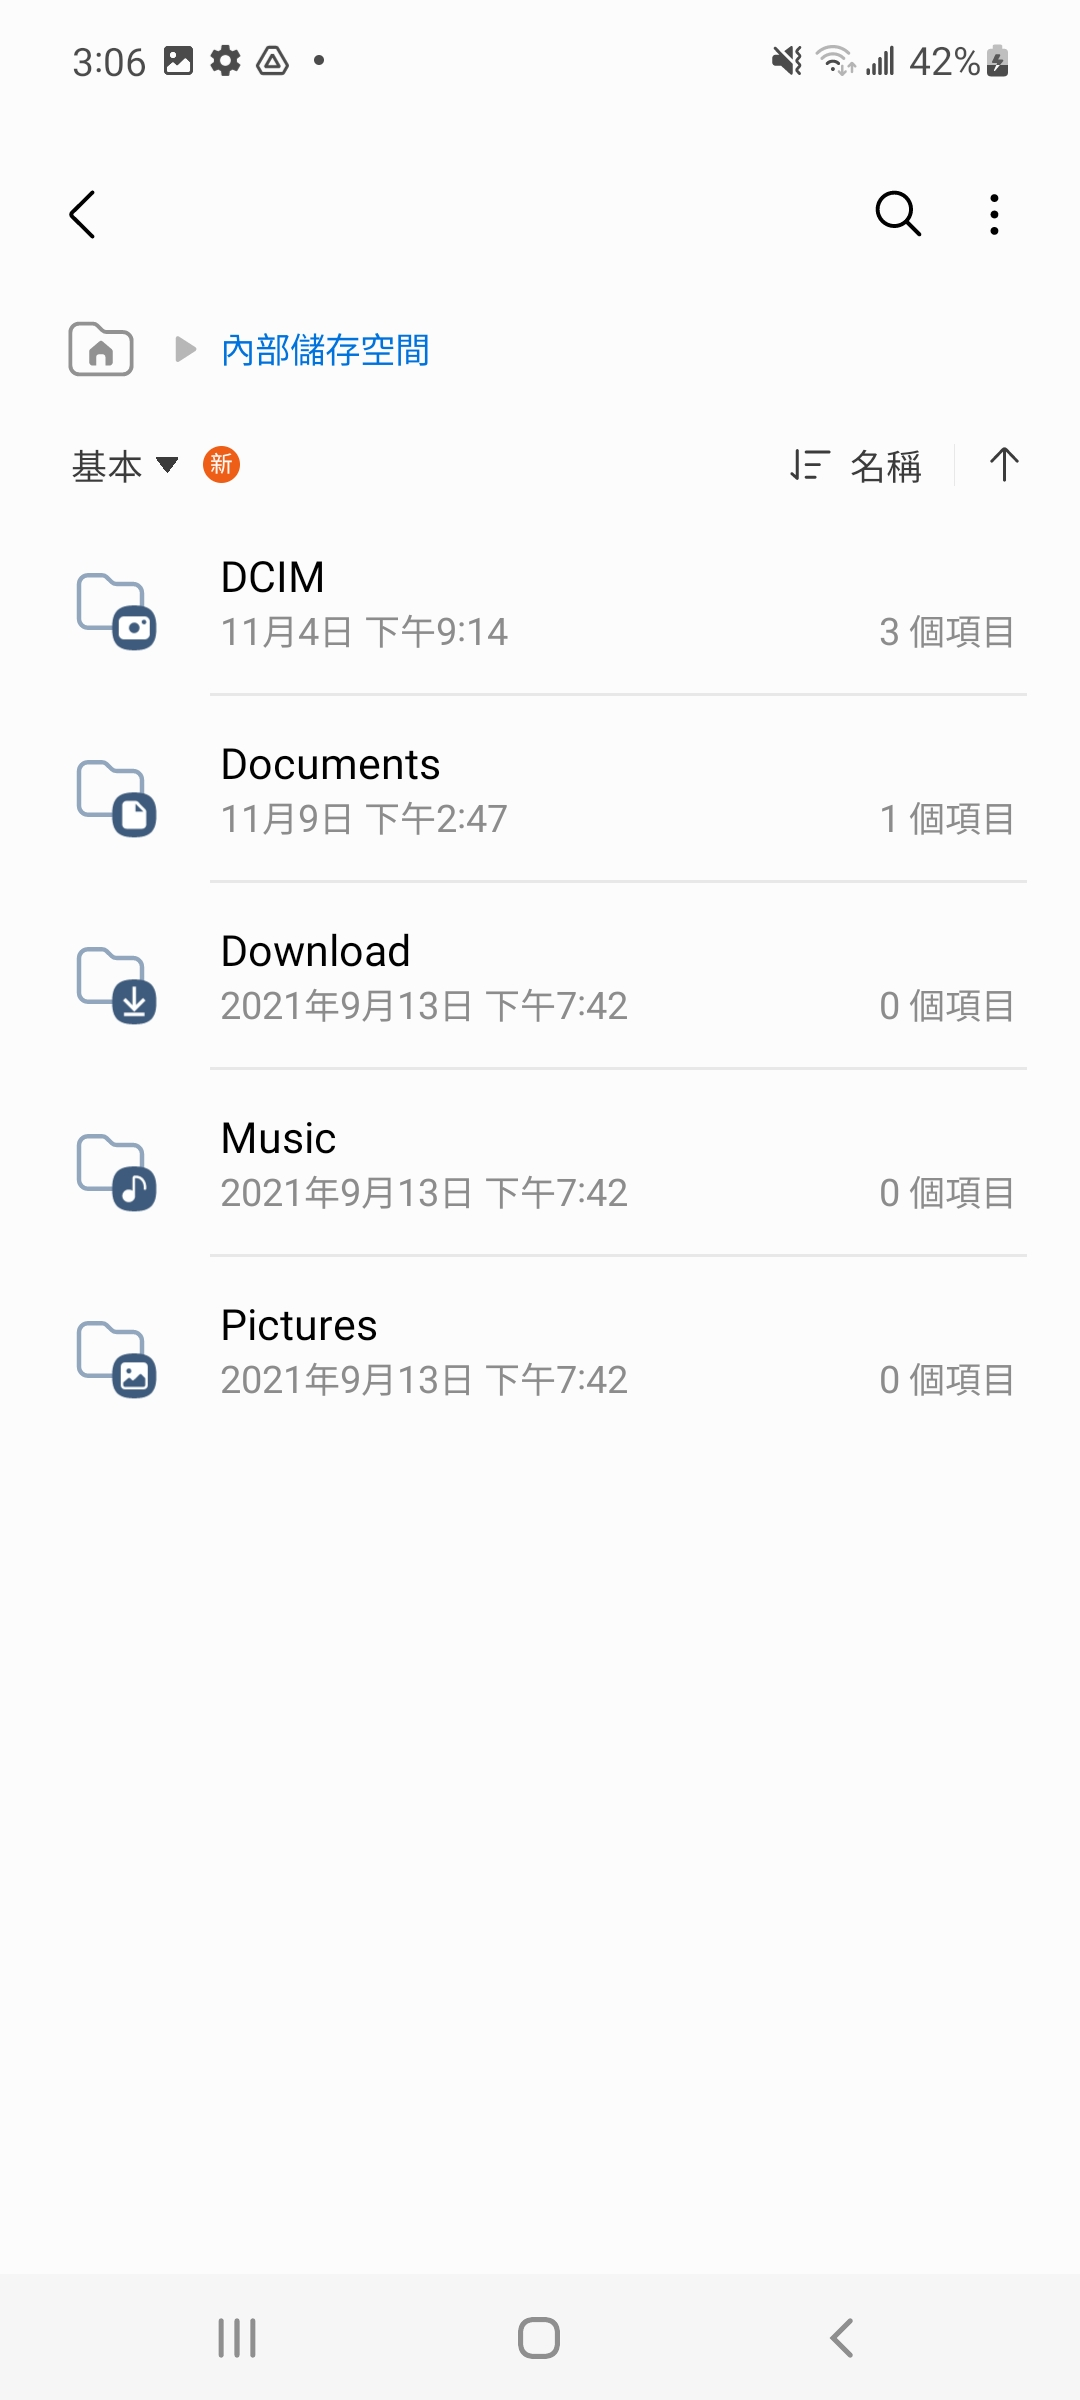 3:06 42%
內部儲存空間
基本 新 名稱
DCIM
11月4日 下午9:14 3 個項目
Documents
11月9日 下午2:47 1 個項目
Download
2021年9月13日 下午7:42 0 個項目
Music
2021年9月13日 下午7:42 0 個項目
Pictures
2021年9月13日 下午7:42 0 個項目